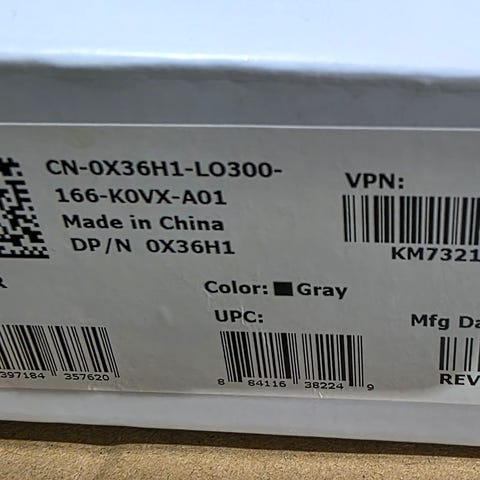 CN-0X36H1-LO300-
166-K0VX-A01
Made in China
DP/N 0X36H1
VPN:
KM7321
R
Color: Gray
UPC:
Mfg Da
397184 357620
8 84116 38224 9
REV